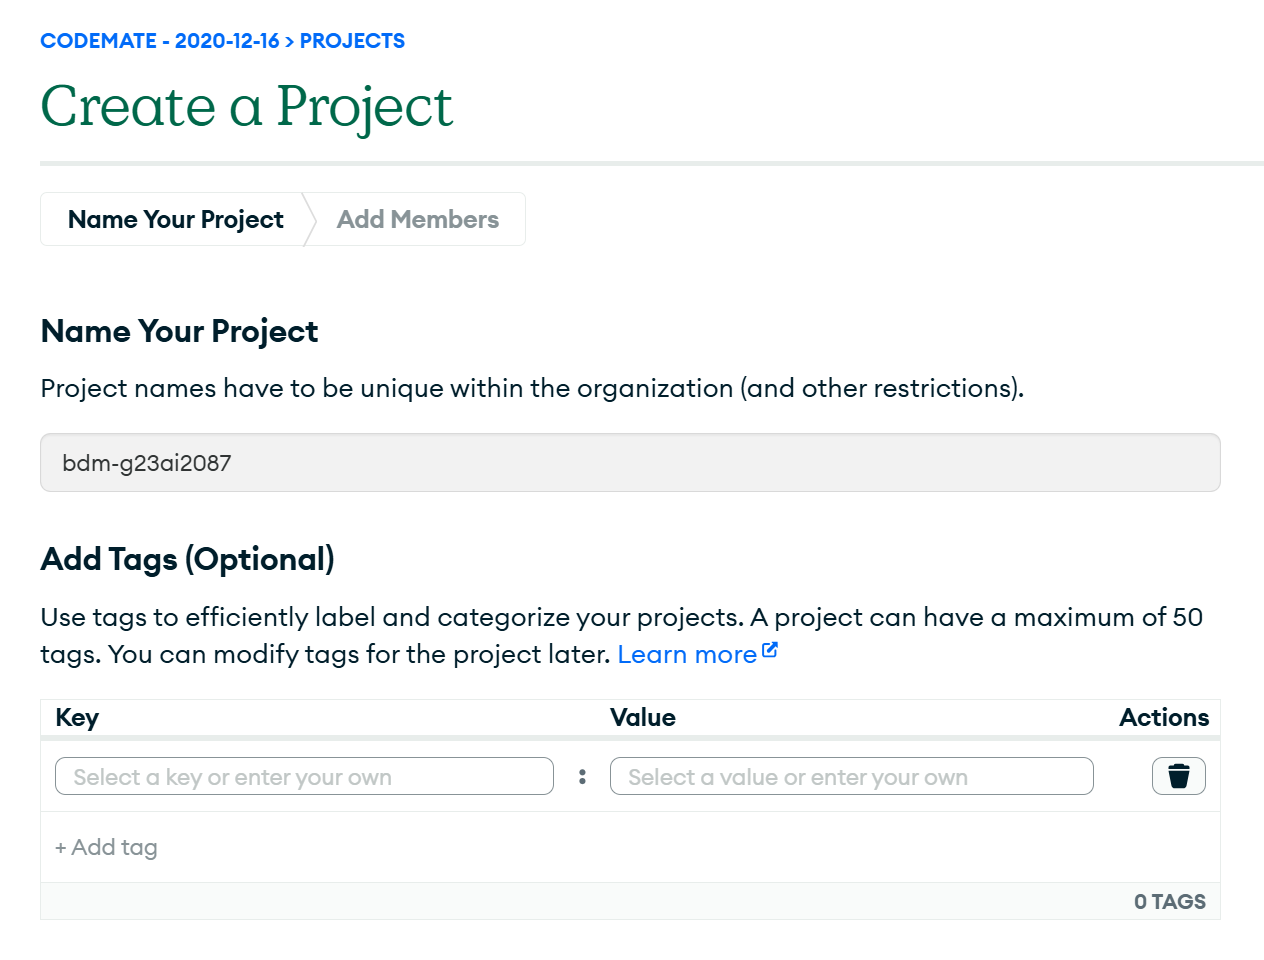 CODEMATE - 2020-12-16 > PROJECTS
Create a Project
Name Your Project
Add Members
Name Your Project
Project names have to be unique within the organization (and other restrictions).
bdm-g23ai2087
Add Tags (Optional)
Use tags to efficiently label and categorize your projects. A project can have a maximum of 50
tags. You can modify tags for the project later. Learn more
Key Value Actions
Select a key or enter your own : Select a value or enter your own
+ Add tag
0 TAGS